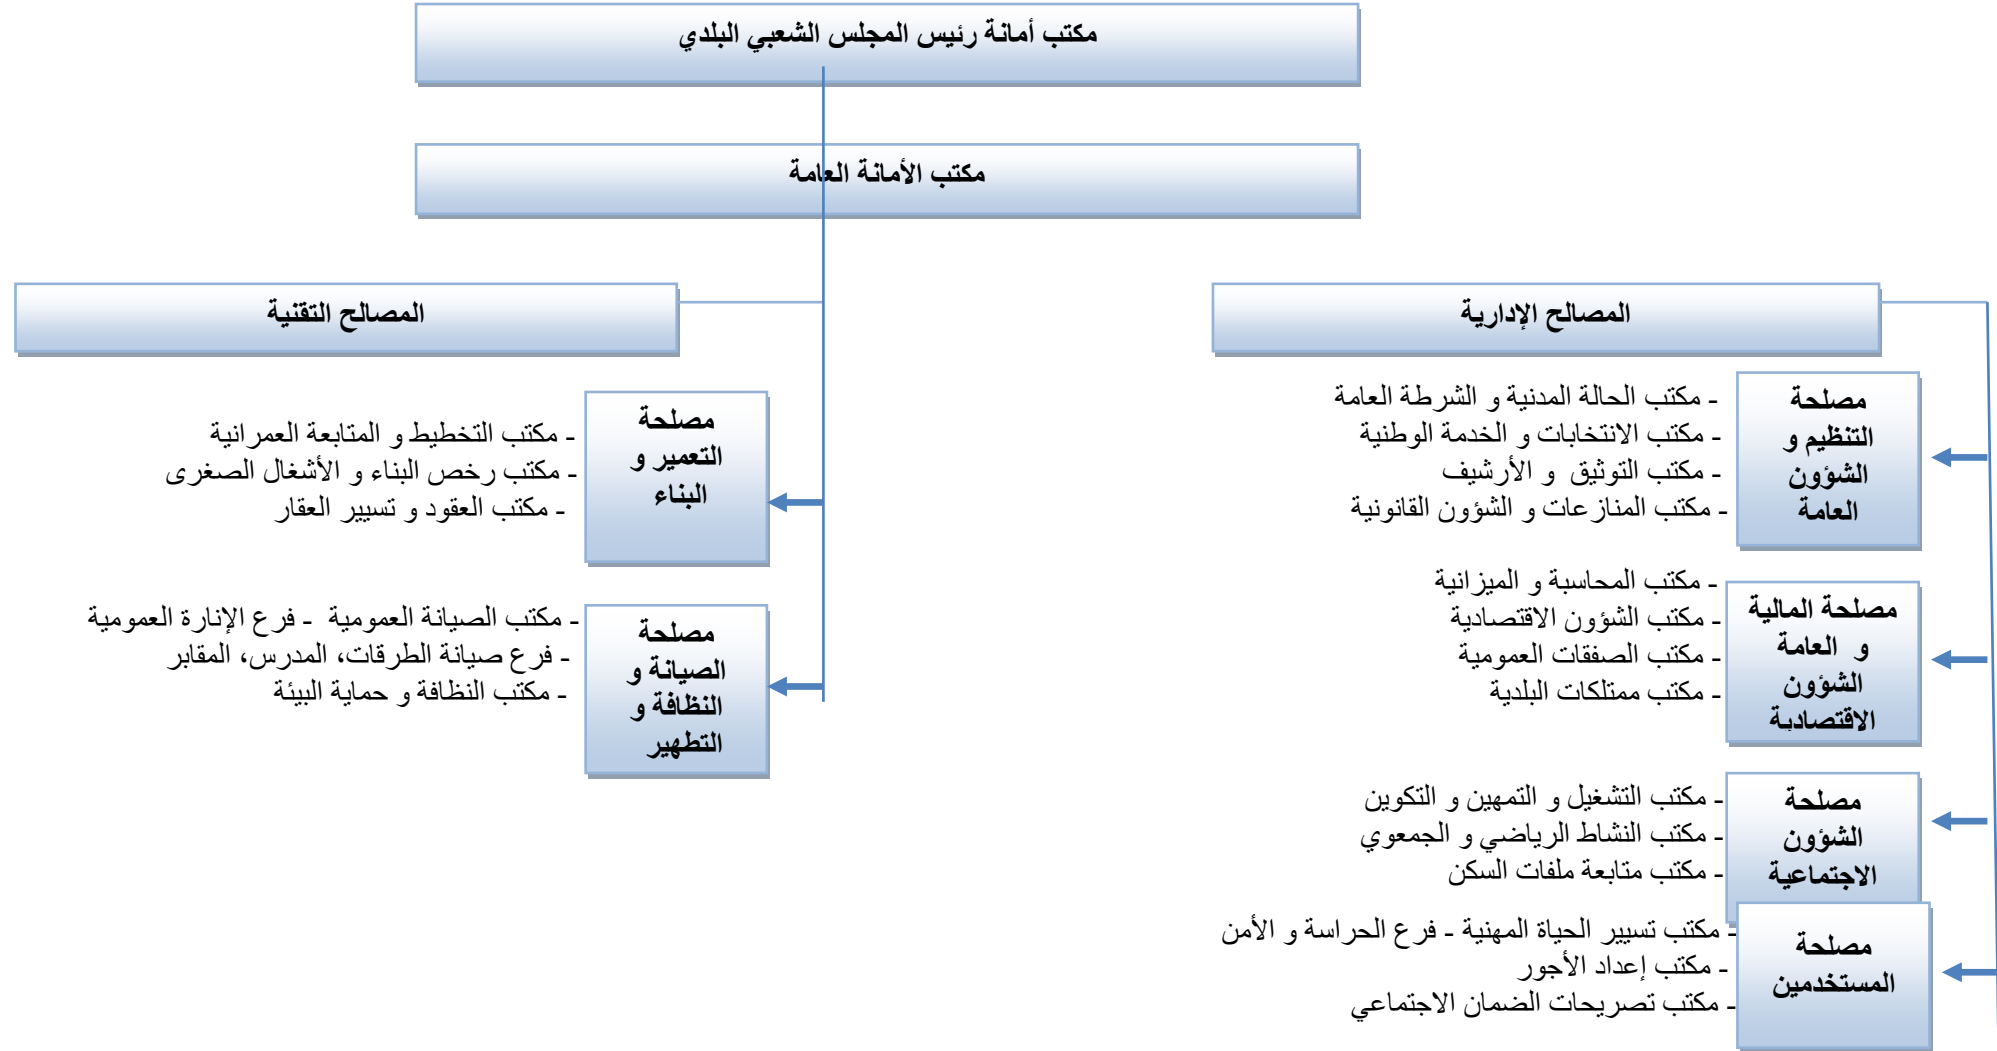 مكتب أمانة رئيس المجلس الشعبي البلدي
مكتب الأمانة العامة
المصالح الإدارية
مصلحة
التنظيم و
الشؤون
العامة
- مكتب الحالة المدنية و الشرطة العامة
- مكتب الانتخابات و الخدمة الوطنية
- مكتب التوثيق و الأرشيف
- مكتب المنازعات و الشؤون القانونية
مصلحة المالية
و العامة
الشؤون
الاقتصادية
- مكتب المحاسبة و الميزانية
- مكتب الشؤون الاقتصادية
- مكتب الصفقات العمومية
- مكتب ممتلكات البلدية
مصلحة
الشؤون
الاجتماعية
- مكتب التشغيل و التمهين و التكوين
- مكتب النشاط الرياضي و الجمعوي
- مكتب متابعة ملفات السكن
مصلحة
المستخدمين
- مكتب تسيير الحياة المهنية - فرع الحراسة و الأمن
- مكتب إعداد الأجور
- مكتب تصريحات الضمان الاجتماعي
المصالح التقنية
مصلحة
التعمير و
البناء
- مكتب التخطيط و المتابعة العمرانية
- مكتب رخص البناء و الأشغال الصغرى
- مكتب العقود و تسيير العقار
مصلحة
الصيانة و
النظافة و
التطهير
- مكتب الصيانة العمومية - فرع الإنارة العمومية
- فرع صيانة الطرقات، المدرس، المقابر
- مكتب النظافة و حماية البيئة